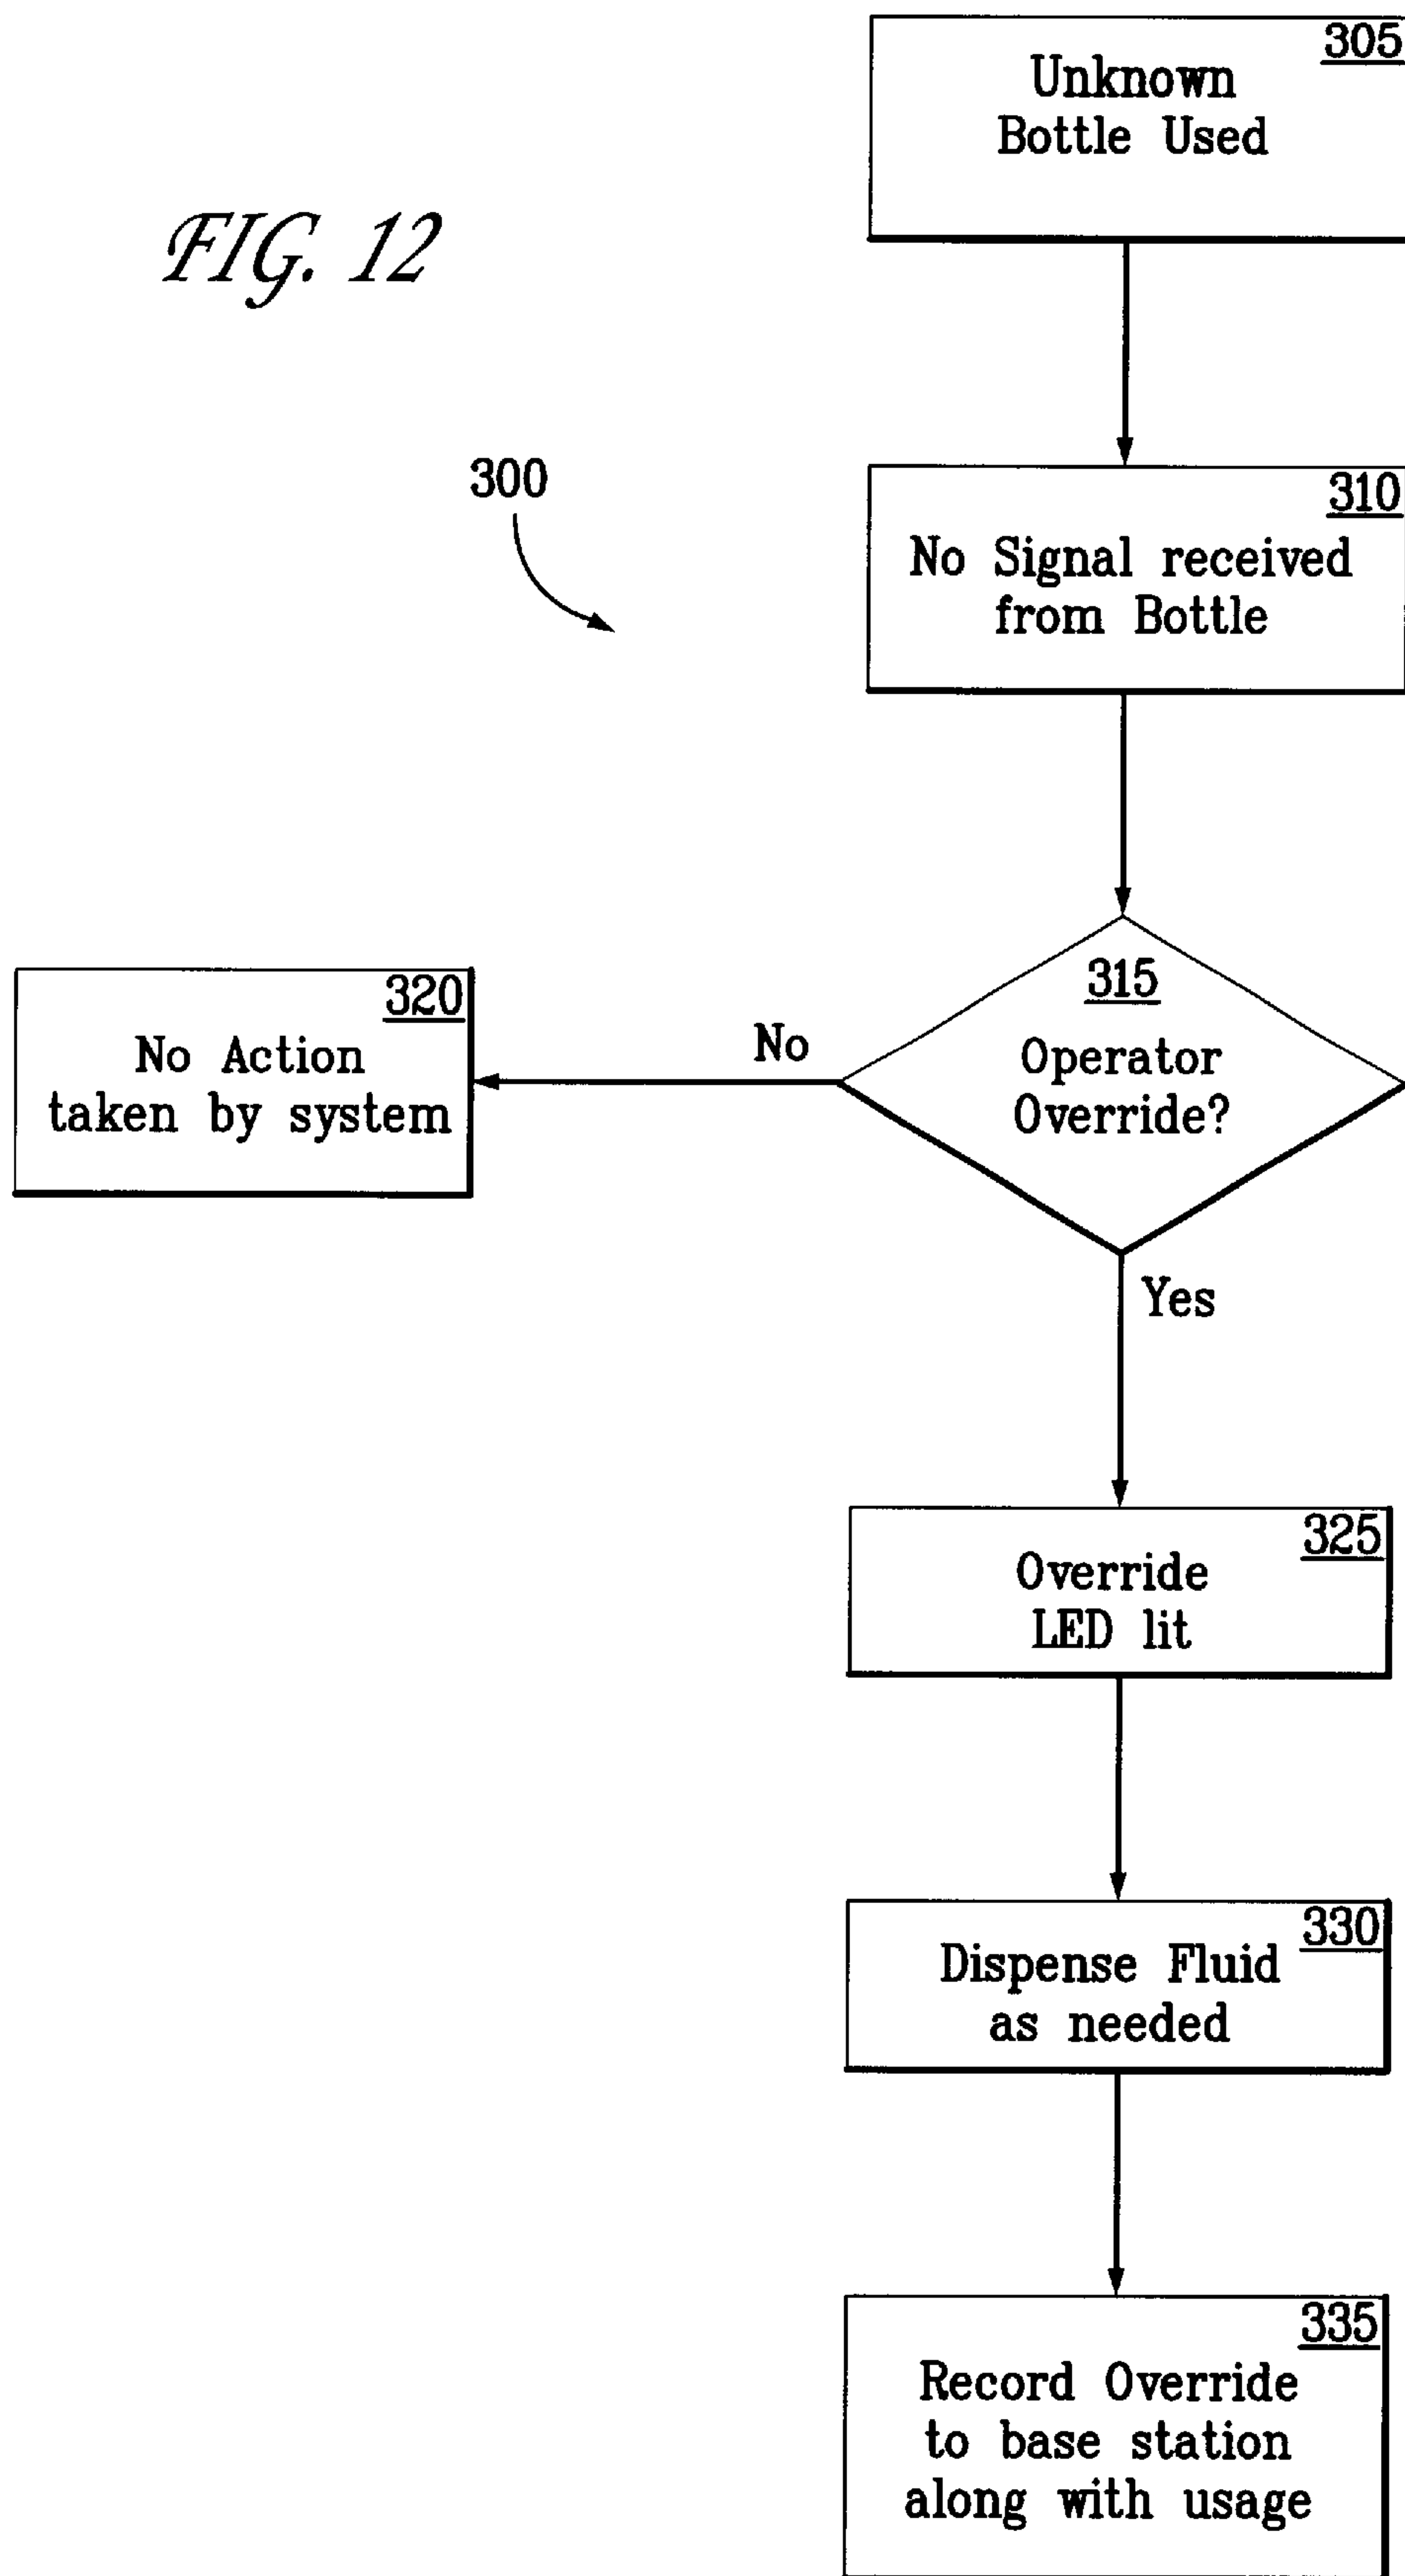 305
Unknown
Bottle Used
FIG. 12
300
310
No Signal received
from Bottle
315
Operator
Override?
No
320
No Action
taken by system
Yes
325
Override
LED lit
330
Dispense Fluid
as needed
335
Record Override
to base station
along with usage